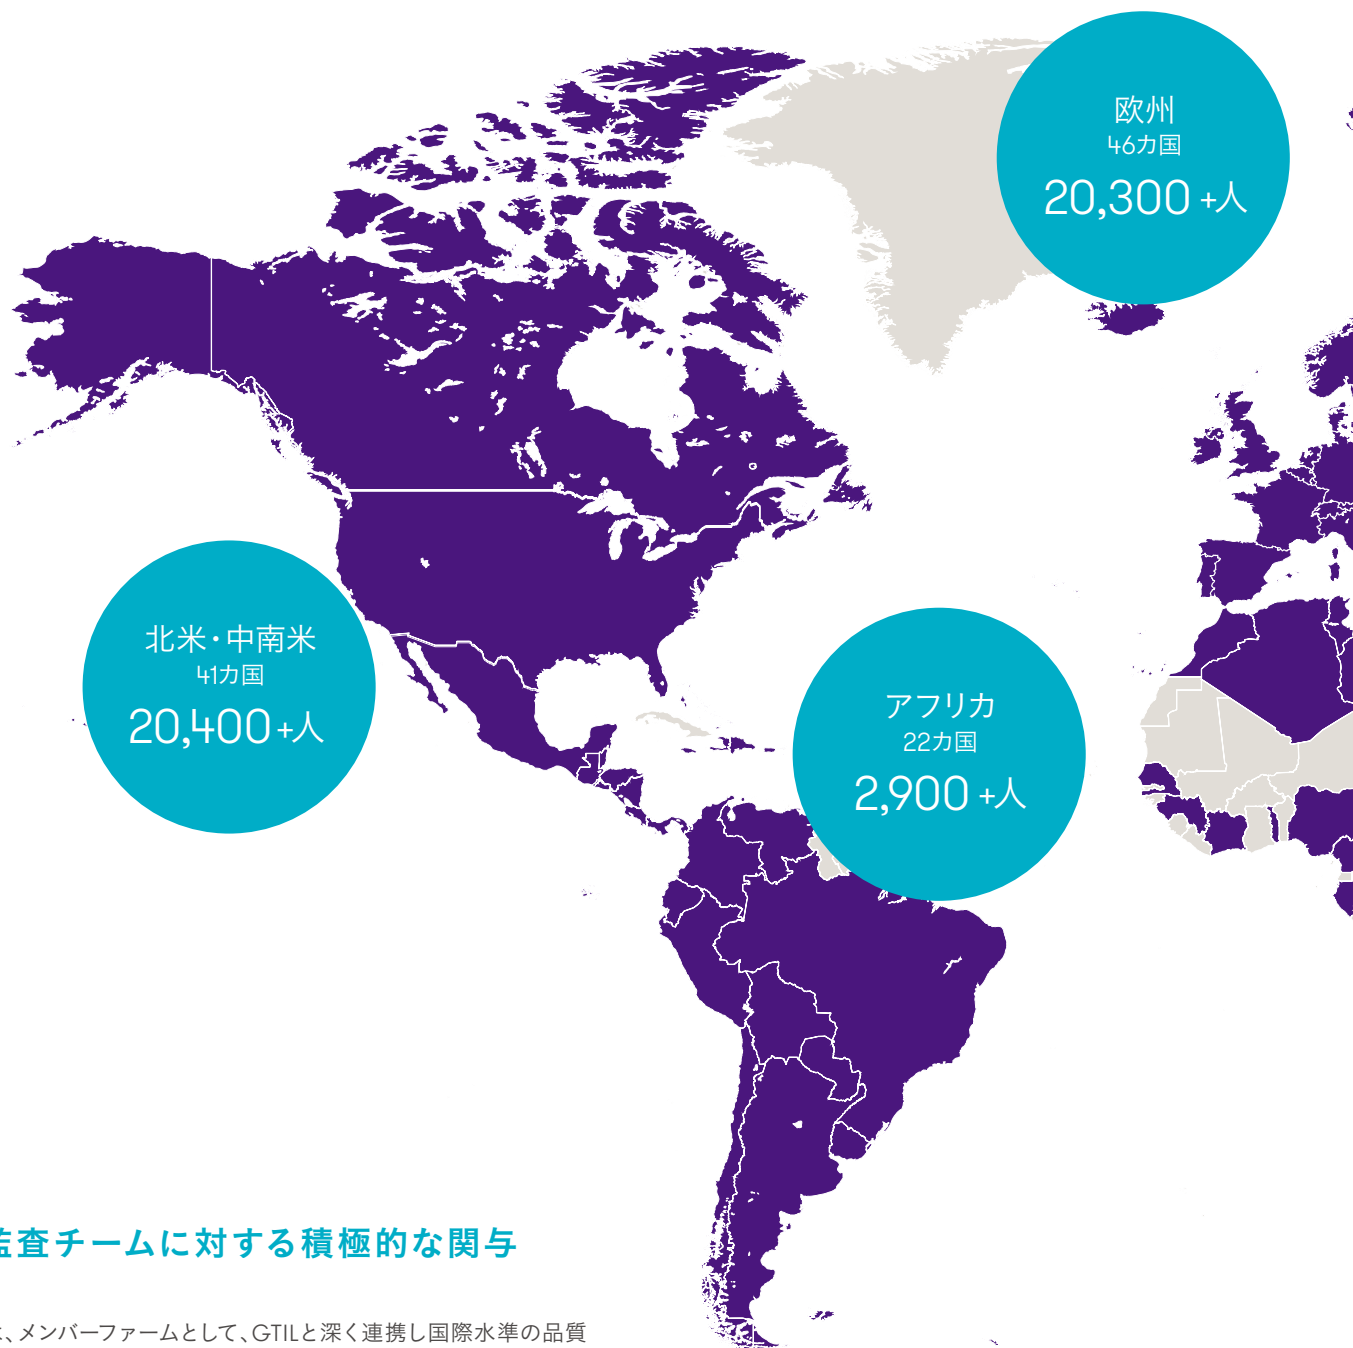 欧州
46カ国
20,300 +人
北米・中南米
41カ国
20,400 +人
アフリカ
22カ国
2,900 +人
監査チームに対する積極的な関与
、メンバーファームとして、GTILと深く連携し国際水準の品質